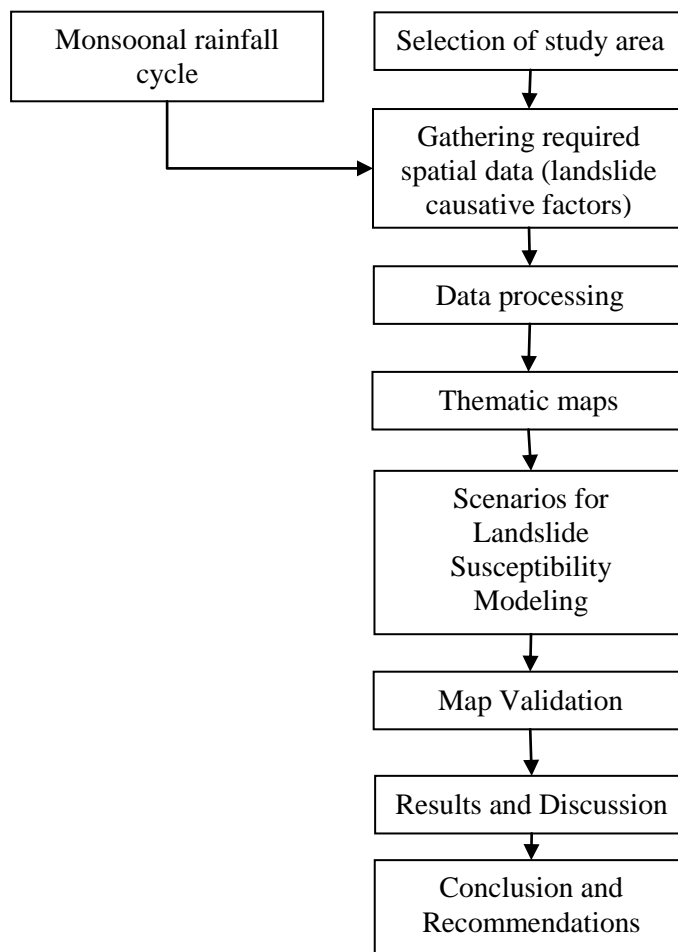 Monsoonal rainfall
cycle
Selection of study area
Gathering required
spatial data (landslide
causative factors)
Data processing
Thematic maps
Scenarios for
Landslide
Susceptibility
Modeling
Map Validation
Results and Discussion
Conclusion and
Recommendations